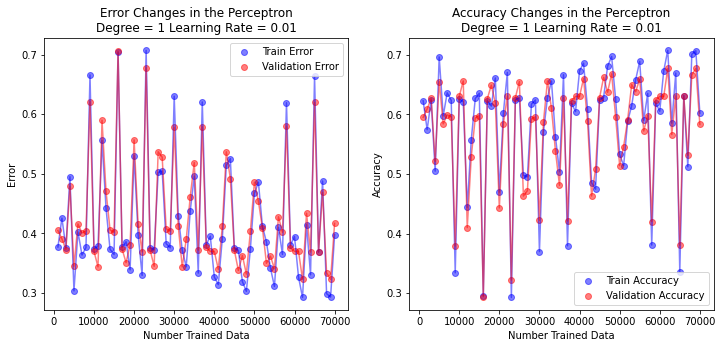 Error Changes in the Perceptron
Degree = 1 Learning Rate = 0.01
Train Error
Validation Error
0.7
0.6
0.5
0.4
0.3
Error
0 10000 20000 30000 40000 50000 60000 70000
Number Trained Data
Accuracy Changes in the Perceptron
Degree = 1 Learning Rate = 0.01
0.7
0.6
0.5
0.4
0.3
Accuracy
Train Accuracy
Validation Accuracy
0 10000 20000 30000 40000 50000 60000 70000
Number Trained Data